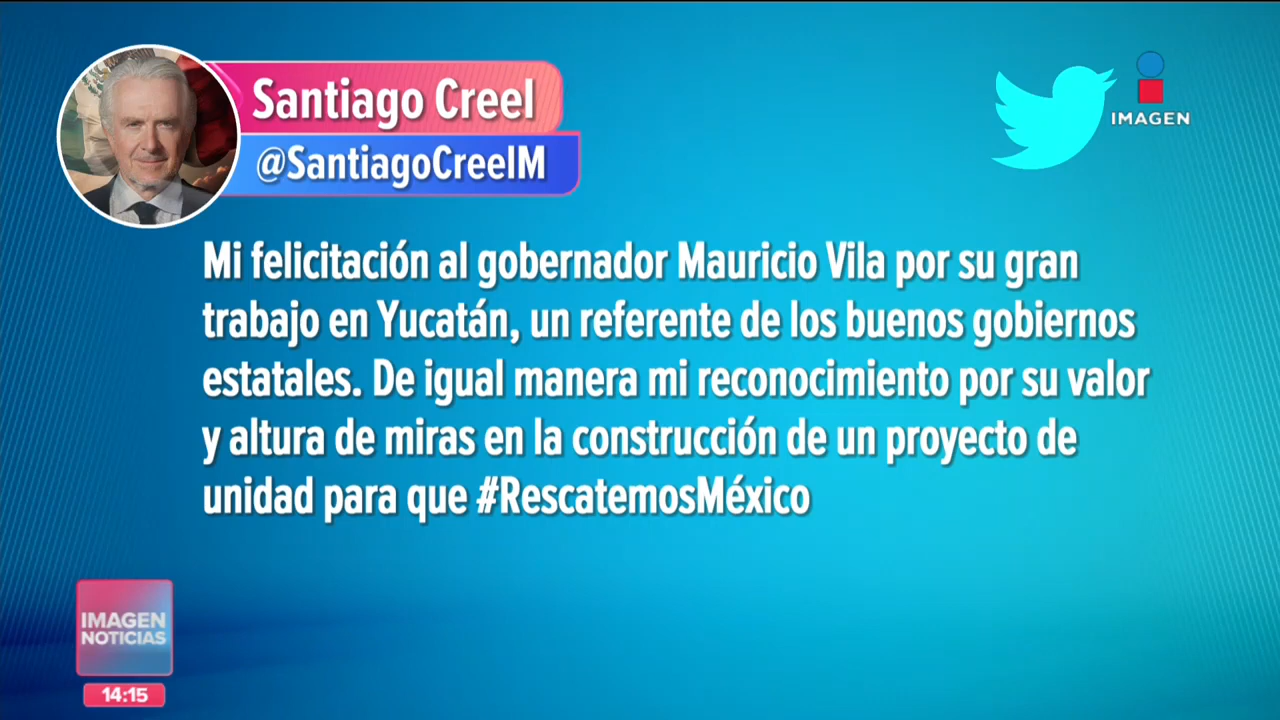 Santiago Creel
@SantiagoCreelM
IMAGEN
Mi felicitación al gobernador Mauricio Vila por su gran
trabajo en Yucatán, un referente de los buenos gobiernos
estatales. De igual manera mi reconocimiento por su valor
y altura de miras en la construcción de un proyecto de
unidad para que #RescatemosMéxico
IMAGEN
NOTICIAS
14:15